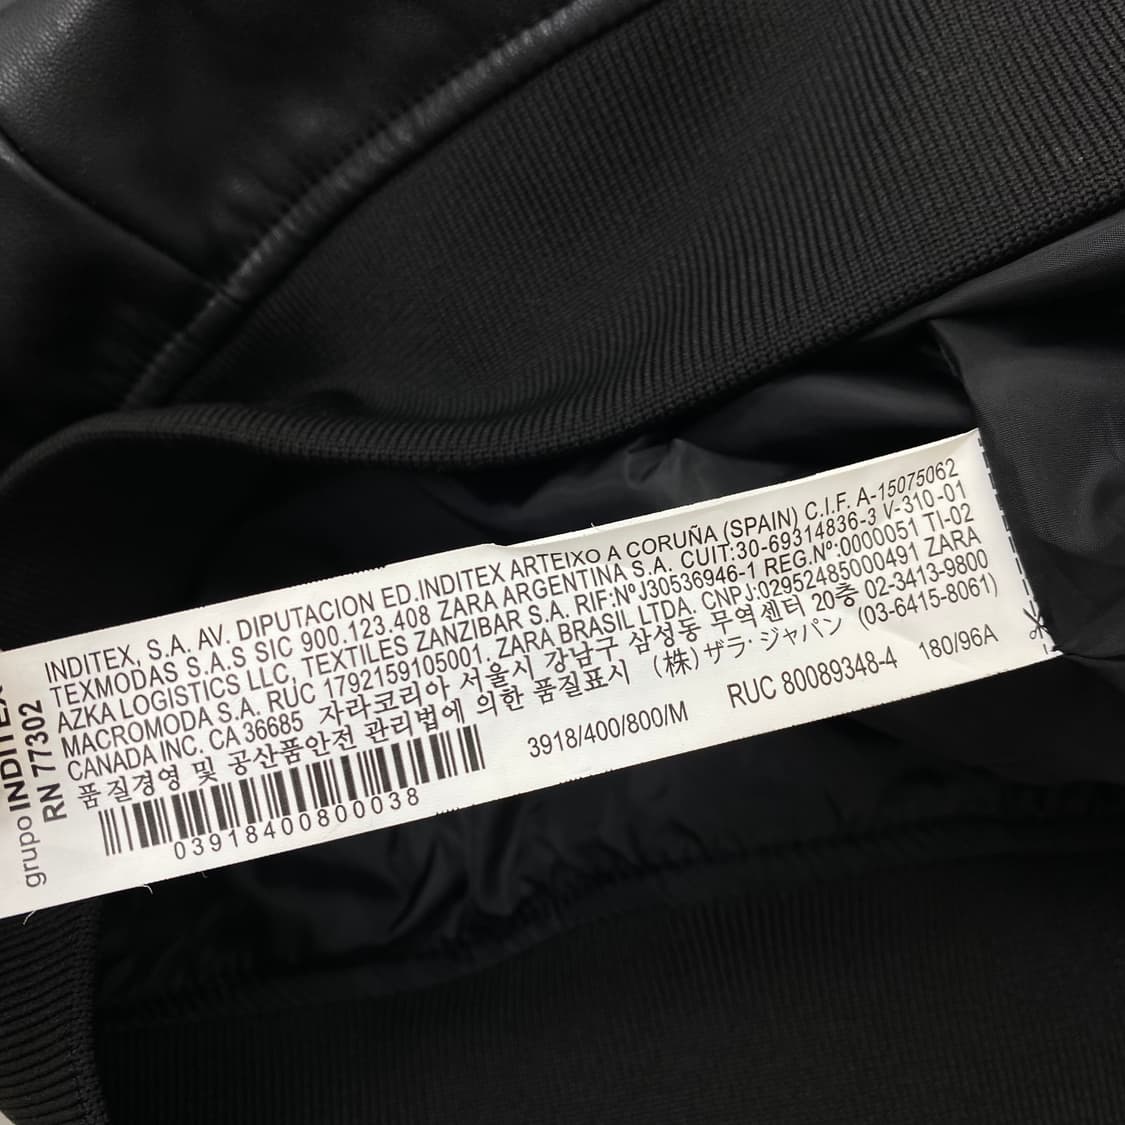 INDITEX, S.A. AV. DIPUTACION ED.INDITEX ARTEIXO A CORUÑA (SPAIN) C.I.F. A-15075062
TEXMODAS S.A.S SIC 900.123.408 ZARA ARGENTINA S.A. CUIT:30-69314836-3 V-310-01
AZKA LOGISTICS LLC, TEXTILES ZANZIBAR S.A. RIF:NºJ30536946-1 REG.Nº:0000051 TI-02
MACROMODA S.A. RUC 1792159105001. ZARA BRASIL LTDA. CNPJ:02952485000491 ZARA
CANADA INC. CA 36685 자라코리아 서울시 강남구 삼성동 무역센터 20층 02-3413-9800
품질경영 및 공산품안전 관리법에 의한 품질표시 (株)ザラ・ジャパン (03-6415-8061)
3918/400/800/M RUC 80089348-4 180/96A
03918400800038
grupo INDITEX
RN 77302